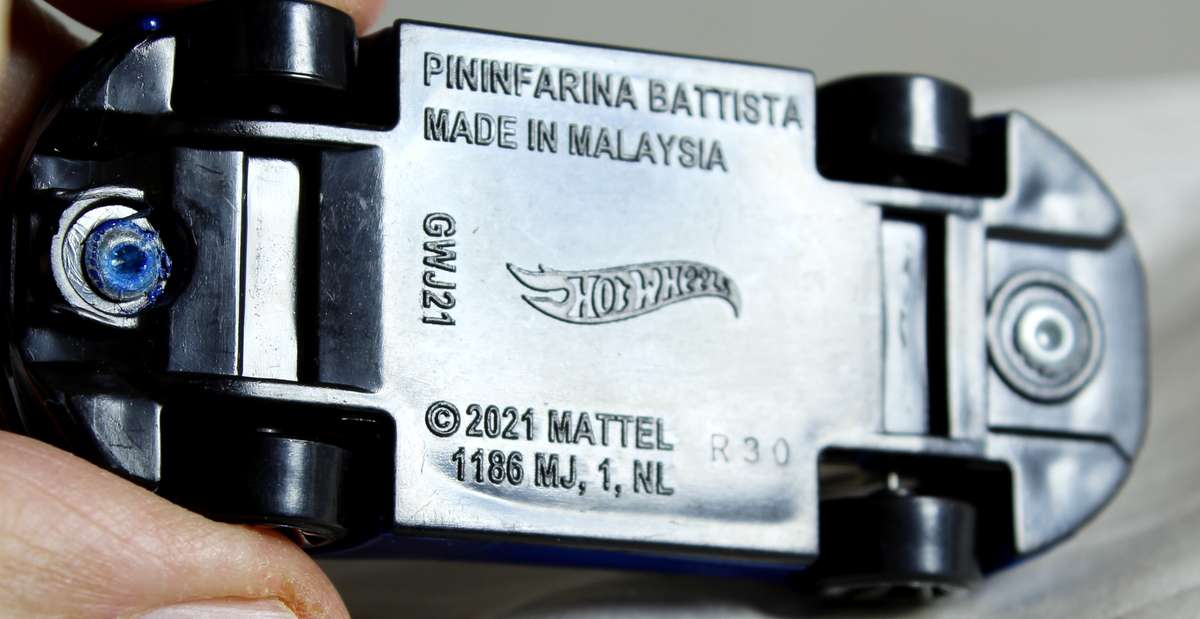 PININFARINA BATTISTA
MADE IN MALAYSIA
GWJ21
HOT WHEELS
© 2021 MATTEL
R30
1186 MJ, 1, NL